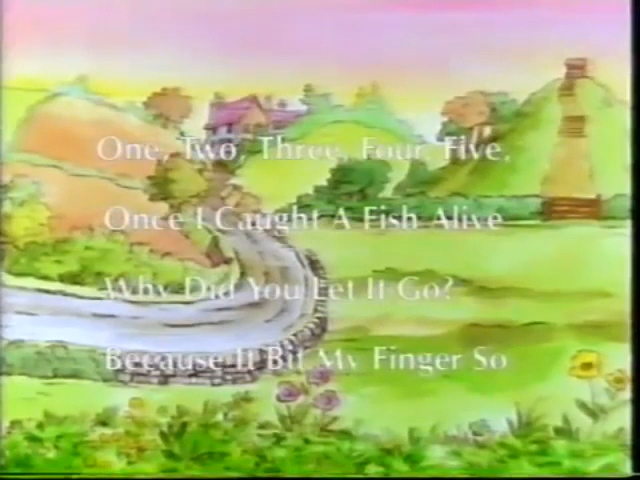 One, Two, Three, Four, Five,
Once I Caught A Fish Alive
Why Did You Let It Go?
Because It Bit My Finger So